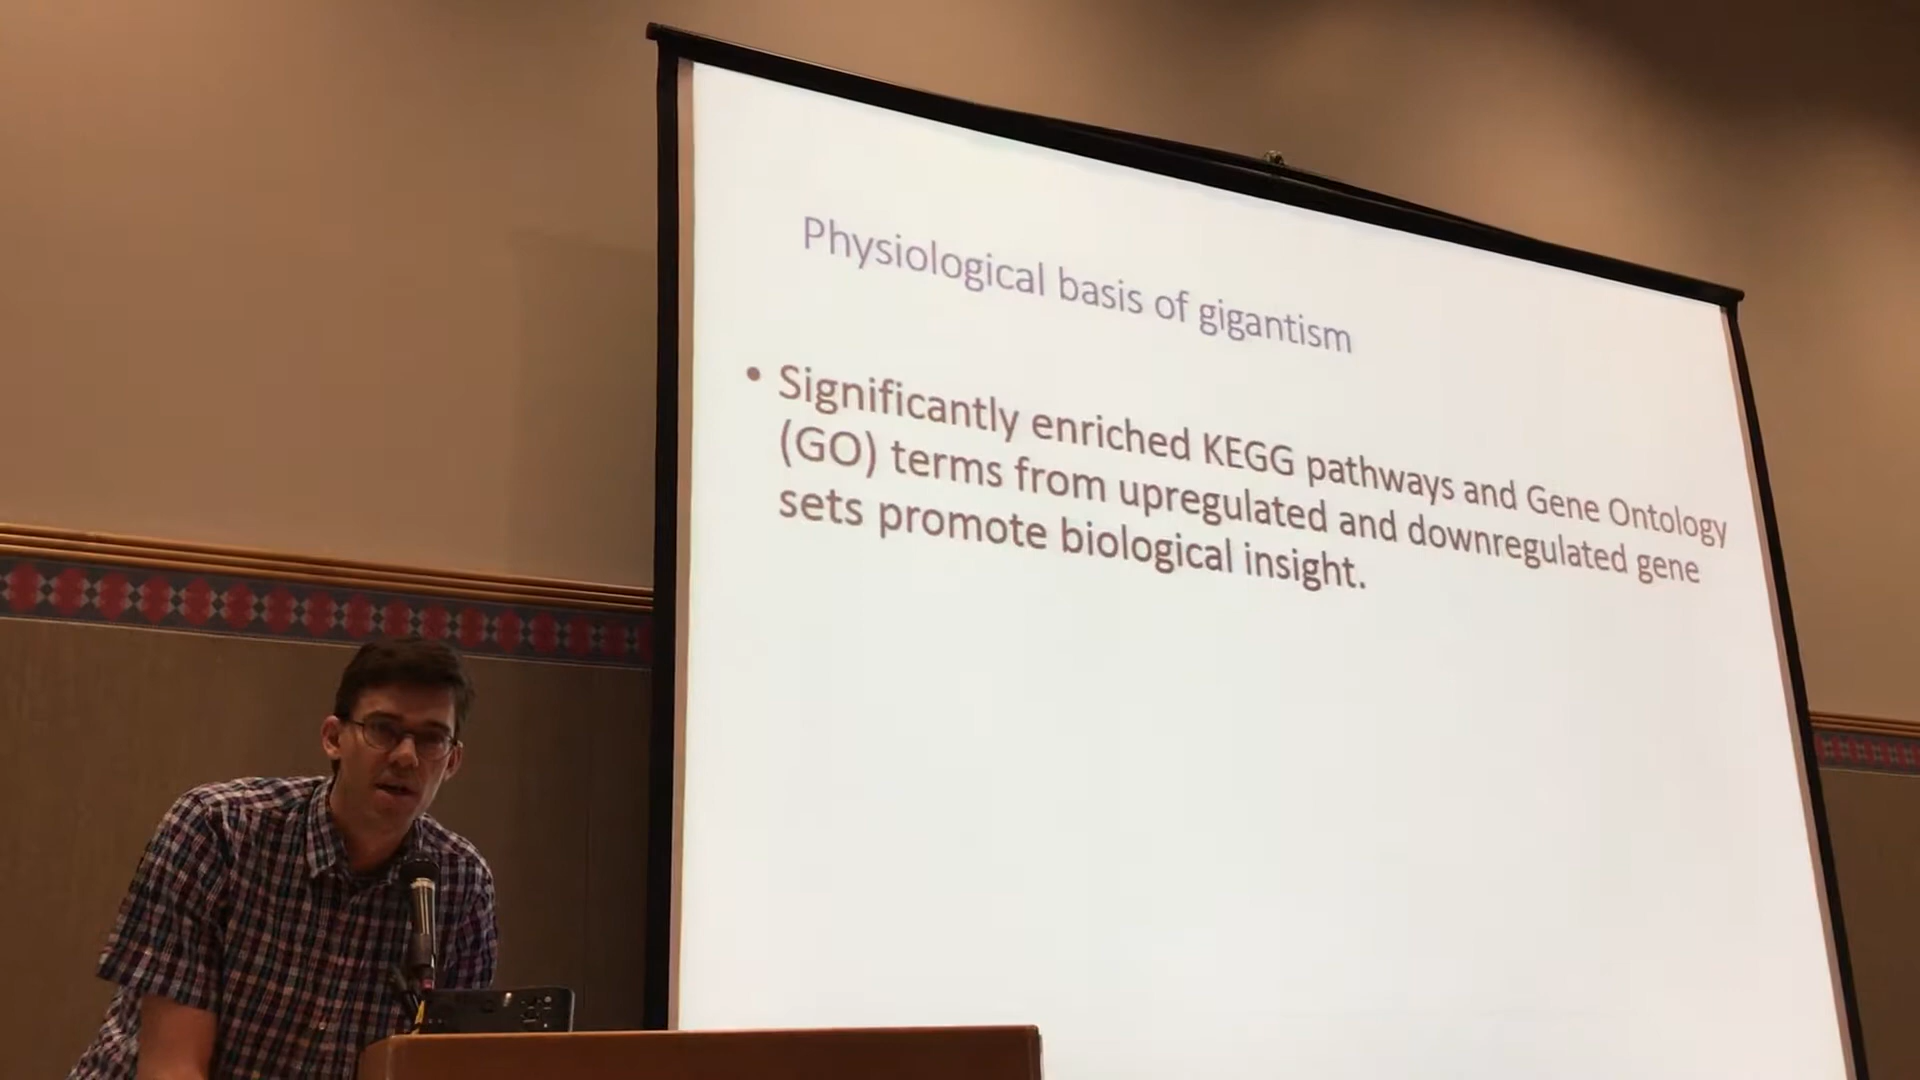 Physiological basis of gigantism
• Significantly enriched KEGG pathways and Gene Ontology
(GO) terms from upregulated and downregulated gene
sets promote biological insight.